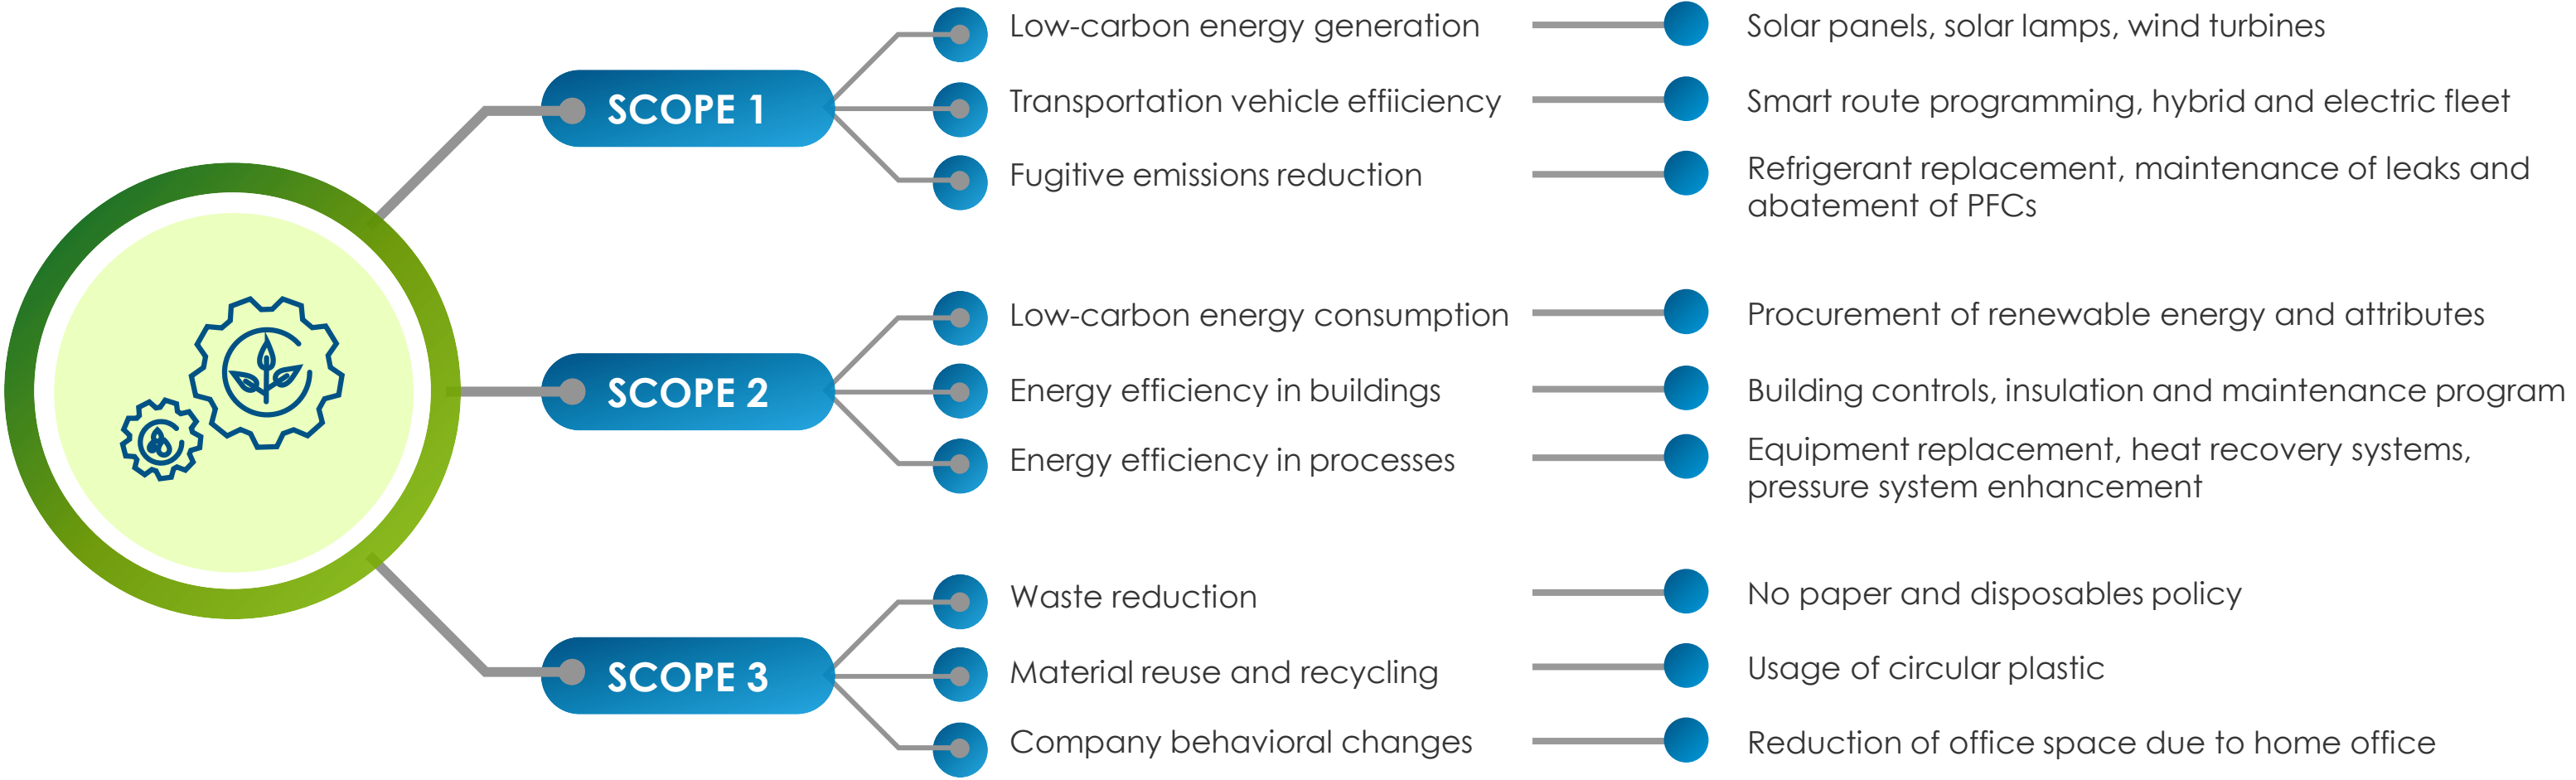 SCOPE 1
Low-carbon energy generation
Solar panels, solar lamps, wind turbines
Transportation vehicle effiiciency
Smart route programming, hybrid and electric fleet
Fugitive emissions reduction
Refrigerant replacement, maintenance of leaks and
abatement of PFCs
SCOPE 2
Low-carbon energy consumption
Procurement of renewable energy and attributes
Energy efficiency in buildings
Building controls, insulation and maintenance program
Energy efficiency in processes
Equipment replacement, heat recovery systems,
pressure system enhancement
SCOPE 3
Waste reduction
No paper and disposables policy
Material reuse and recycling
Usage of circular plastic
Company behavioral changes
Reduction of office space due to home office